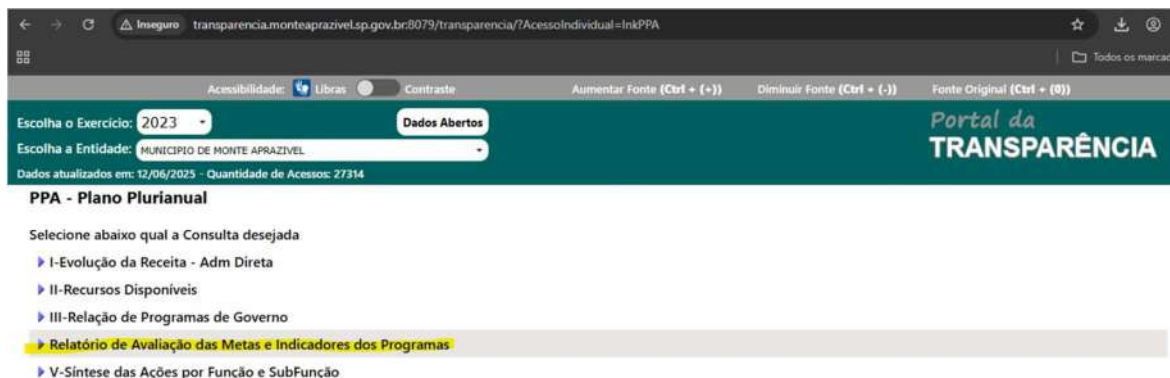 Inseguro transparencia.monteaprazivel.sp.gov.br:8079/transparencia/?AcessoIndividual=lnkPPA
Todos os marcad
Acessibilidade: Libras Contraste Aumentar Fonte (Ctrl + (+)) Diminuir Fonte (Ctrl + (-)) Fonte Original (Ctrl + (0))
Escolha o Exercício: 2023 Dados Abertos
Portal da
Escolha a Entidade: MUNICIPIO DE MONTE APRAZIVEL
TRANSPARÊNCIA
Dados atualizados em: 12/06/2025 - Quantidade de Acessos: 27314
PPA - Plano Plurianual
Selecione abaixo qual a Consulta desejada
I-Evolução da Receita - Adm Direta
II-Recursos Disponíveis
III-Relação de Programas de Governo
Relatório de Avaliação das Metas e Indicadores dos Programas
V-Síntese das Ações por Função e SubFunção